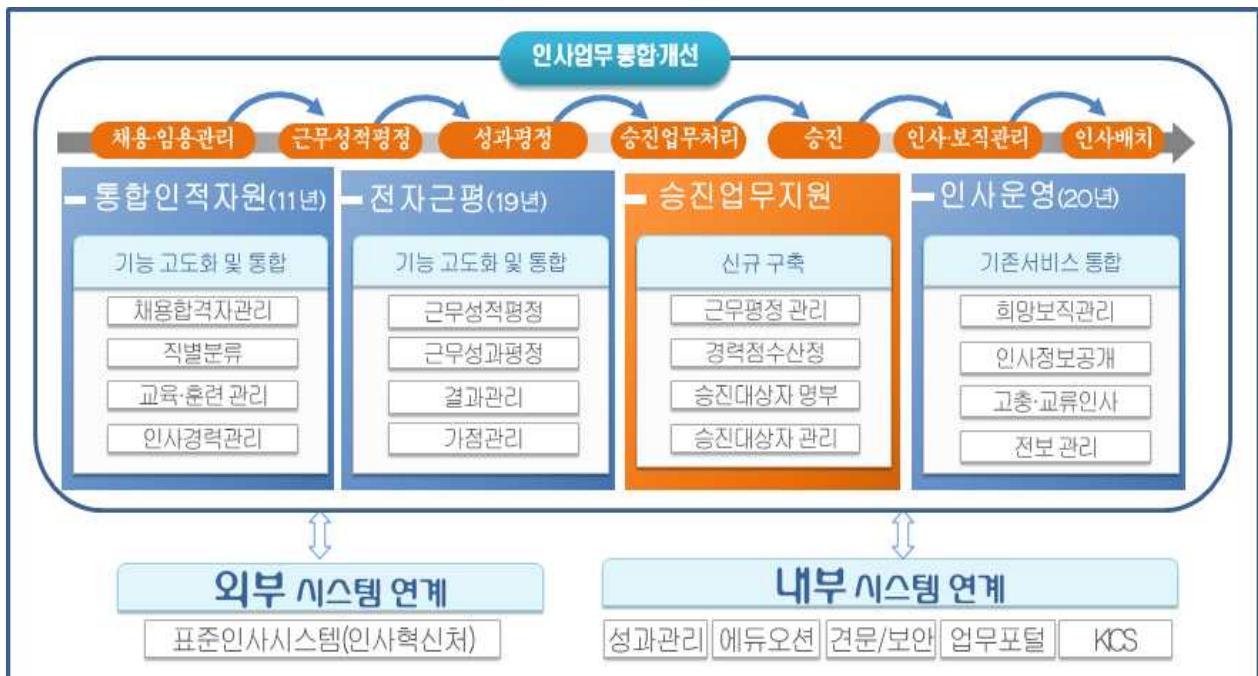 인사업무 통합·개선
채용·임용관리 근무성적평정 성과평정 승진업무처리 승진 인사·보직관리 인사배치
통합인적자원(11년)
기능 고도화 및 통합
채용합격자관리
직별분류
교육·훈련 관리
인사경력관리
전자근평(19년)
기능 고도화 및 통합
근무성적평정
근무성과평정
결과관리
가점관리
승진업무지원
신규 구축
근무평정 관리
경력점수산정
승진대상자 명부
승진대상자 관리
인사운영(20년)
기존서비스 통합
희망보직관리
인사정보공개
고충·교류인사
전보 관리
외부 시스템 연계
표준인사시스템(인사혁신처)
내부 시스템 연계
성과관리 에듀오션 견문/보안 업무포털 KICS